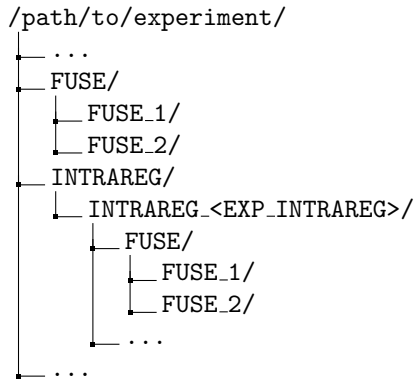 /path/to/experiment/
...
FUSE/
FUSE_1/
FUSE_2/
INTRAREG/
INTRAREG_<EXP_INTRAREG>/
FUSE/
FUSE_1/
FUSE_2/
...
...